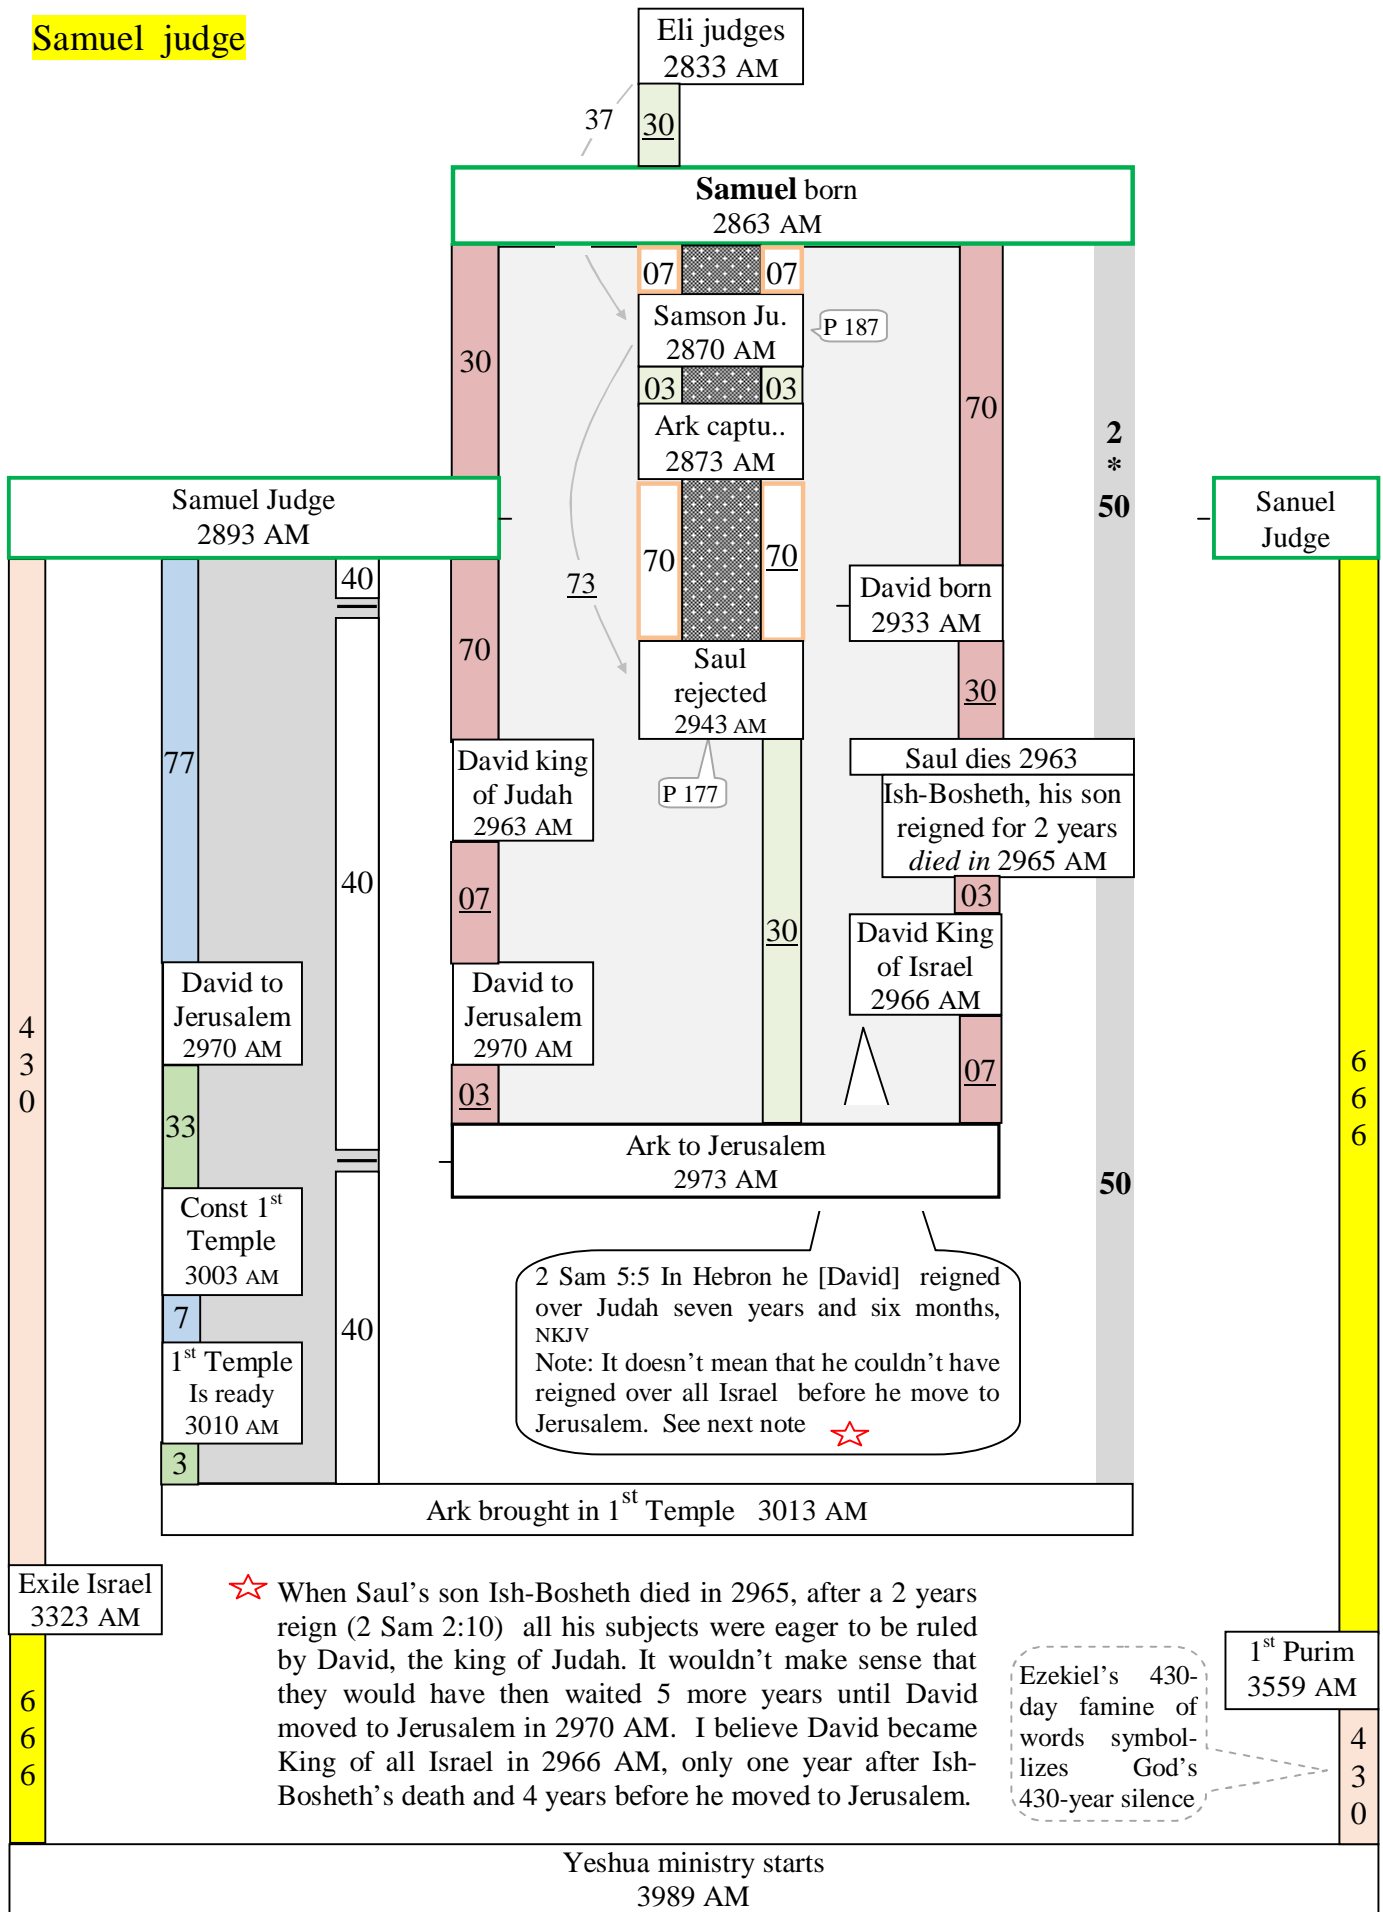 Samuel  judge
Eli judges
2833 AM
37
30
Samuel born
2863 AM
07
07
Samson Ju.
2870 AM
P 187
30
03
03
70
Ark captu..
2873 AM
2
*
50
Samuel Judge
2893 AM
Sanuel
Judge
40
70
70
73
David born
2933 AM
70
Saul
rejected
2943 AM
30
77
David king
of Judah
2963 AM
P 177
Saul dies 2963
Ish-Bosheth, his son
reigned for 2 years
died in 2965 AM
40
07
03
30
David King
of Israel
2966 AM
David to
Jerusalem
2970 AM
David to
Jerusalem
2970 AM
4
3
0
6
6
6
03
07
33
Ark to Jerusalem
2973 AM
50
Const 1st
Temple
3003 AM
7
40
1st Temple
Is ready
3010 AM
3
2 Sam 5:5 In Hebron he [David] reigned
over Judah seven years and six months,
NKJV
Note: It doesn’t mean that he couldn’t have
reigned over all Israel before he move to
Jerusalem. See next note
Ark brought in 1st Temple 3013 AM
Exile Israel
3323 AM
When Saul’s son Ish-Bosheth died in 2965, after a 2 years
reign (2 Sam 2:10) all his subjects were eager to be ruled
by David, the king of Judah. It wouldn’t make sense that
they would have then waited 5 more years until David
moved to Jerusalem in 2970 AM. I believe David became
King of all Israel in 2966 AM, only one year after Ish-
Bosheth’s death and 4 years before he moved to Jerusalem.
6
6
6
1st Purim
3559 AM
Ezekiel’s 430-
day famine of
words symbol-
lizes God’s
430-year silence
4
3
0
Yeshua ministry starts
3989 AM